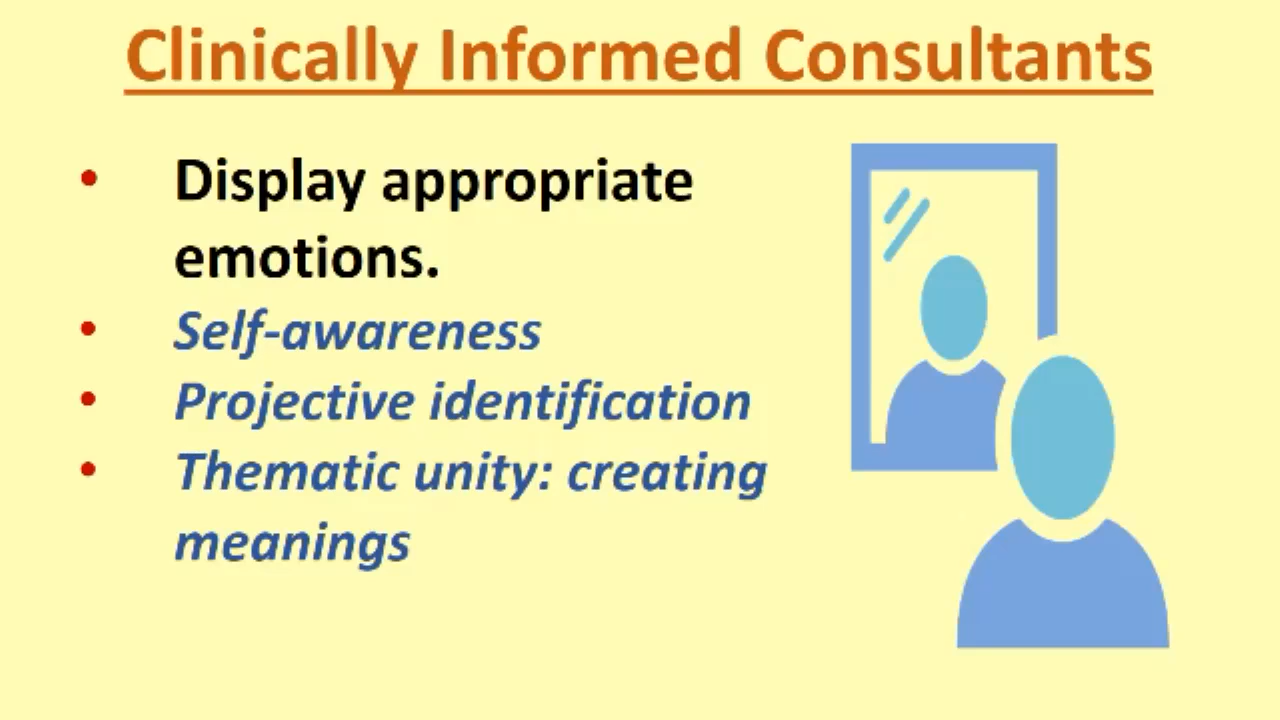 Clinically Informed Consultants
• Display appropriate
emotions.
• Self-awareness
• Projective identification
• Thematic unity: creating
meanings